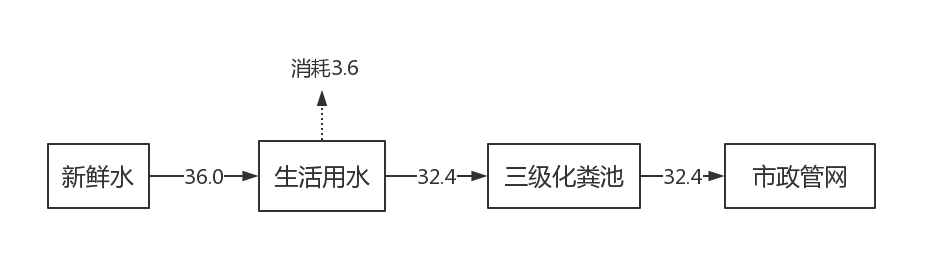 消耗3.6
新鲜水
36.0
生活用水
32.4
三级化粪池
32.4
市政管网